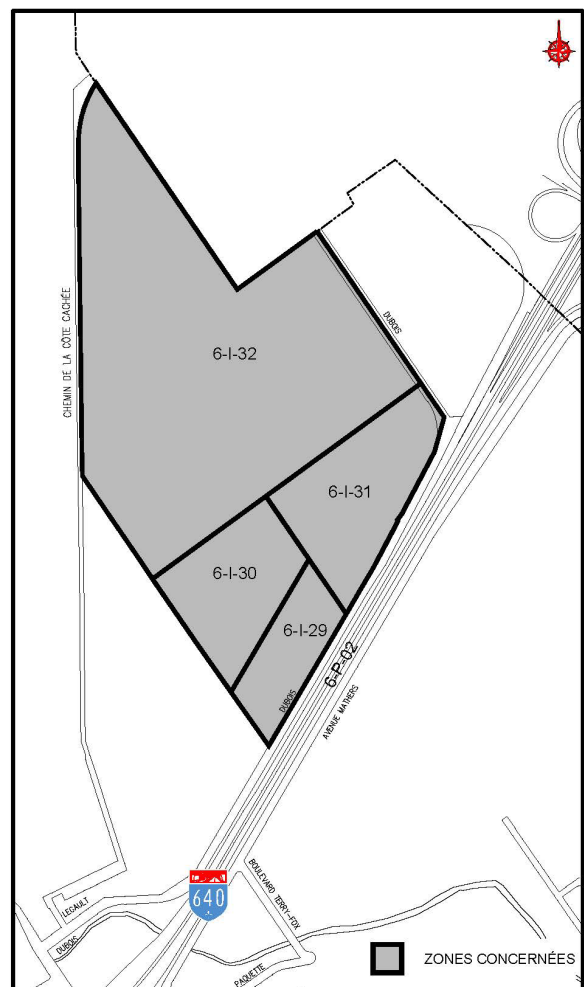 DUBOIS
CHEMIN DE LA CÔTE CACHÉE
6-I-32
6-I-31
6-I-30
6-I-29
6-P-02
DUBOIS
AVENUE MATHERS
640
BOULEVARD TERRY-FOX
LEGAULT
DUBOIS
PAQUETTE
ZONES CONCERNÉES